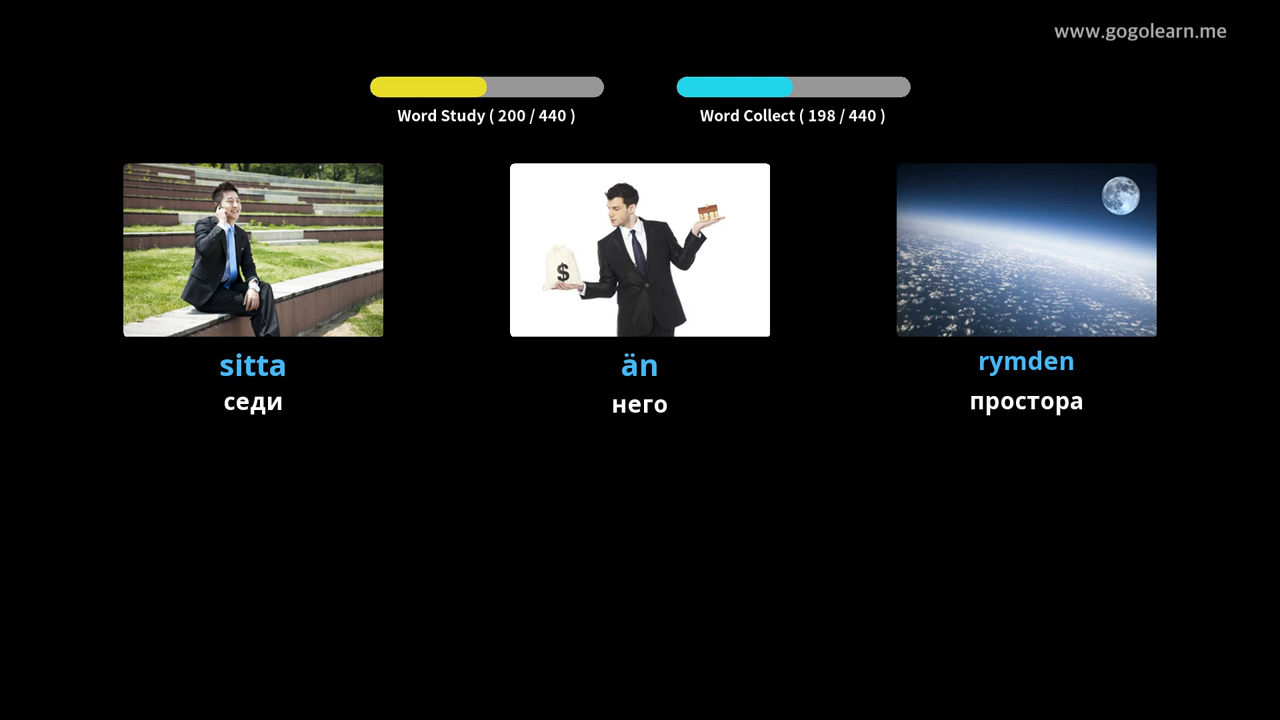 www.gogolearn.me
Word Study ( 200 / 440 )
Word Collect ( 198 / 440 )
$
sitta
än
rymden
седи
него
простора